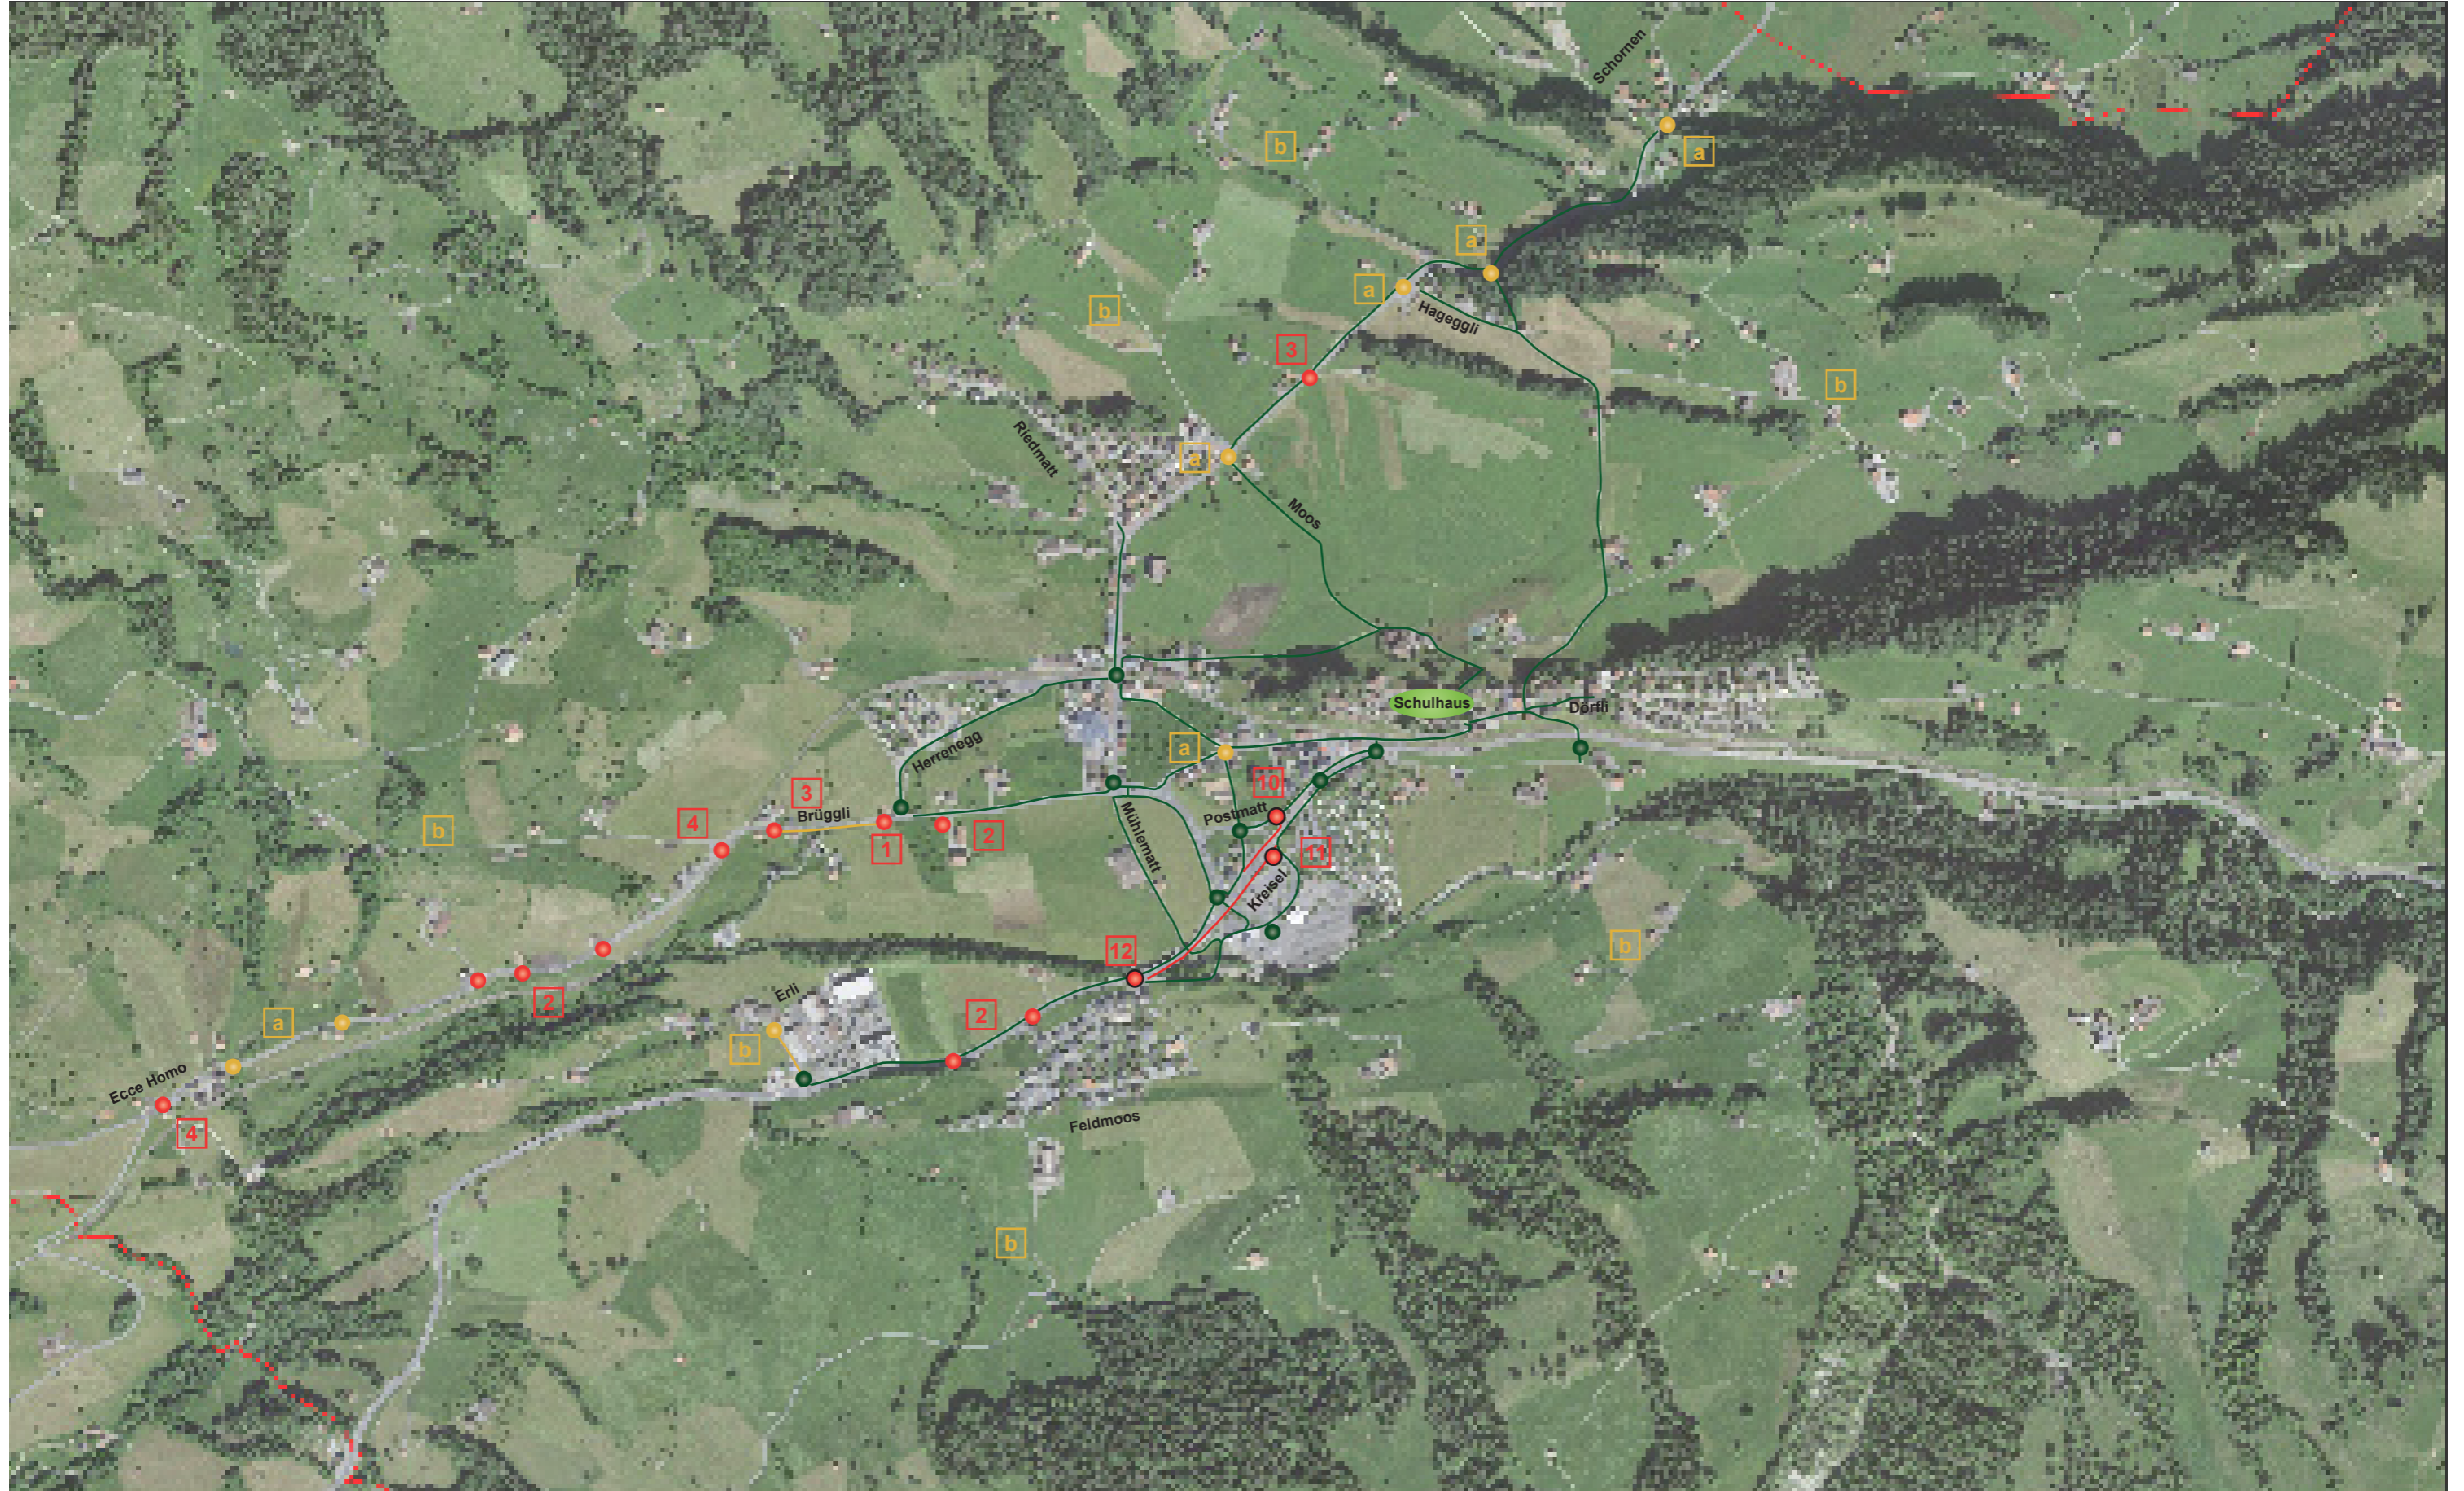 Schornen
b
a
a
a
Hageggli
b
3
b
Riedmatt
a
Moos
Schulhaus
Dörfli
Herrenegg
a
10
3
Brüggli
Postmatt
4
b
1
2
Mühlematt
11
Kreisel
12
b
2
Erli
2
a
b
Ecce Homo
4
Feldmoos
b